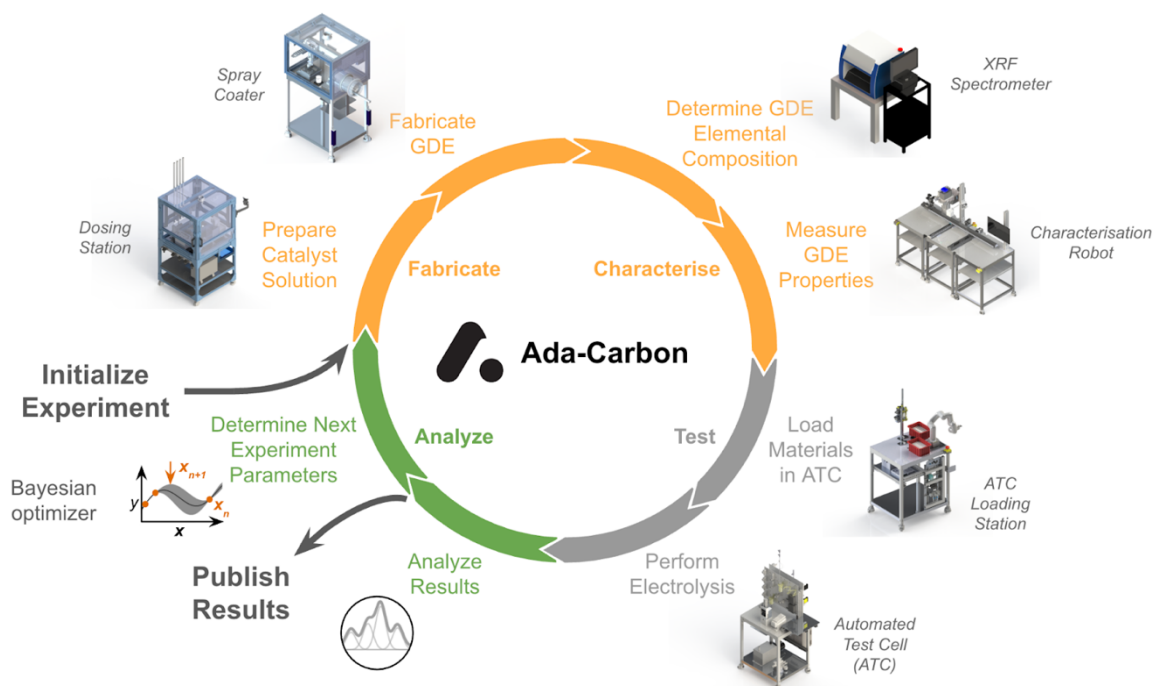 Spray
Coater
Fabricate
GDE
Determine GDE
Elemental
Composition
XRF
Spectrometer
Dosing
Station
Prepare
Catalyst
Solution
Fabricate
Characterise
Measure
GDE
Properties
Characterisation
Robot
Ada-Carbon
Initialize
Experiment
Determine Next
Experiment
Parameters
Analyze
Test
Load
Materials
in ATC
ATC
Loading
Station
Bayesian
optimizer
y
x
xn+1
xn
Publish
Results
Analyze
Results
Perform
Electrolysis
Automated
Test Cell
(ATC)